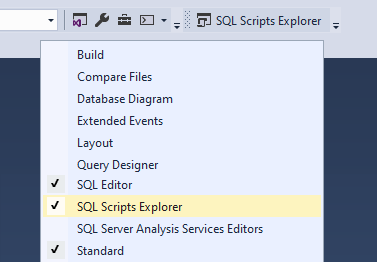 SQL Scripts Explorer
Build
Compare Files
Database Diagram
Extended Events
Layout
Query Designer
SQL Editor
SQL Scripts Explorer
SQL Server Analysis Services Editors
Standard